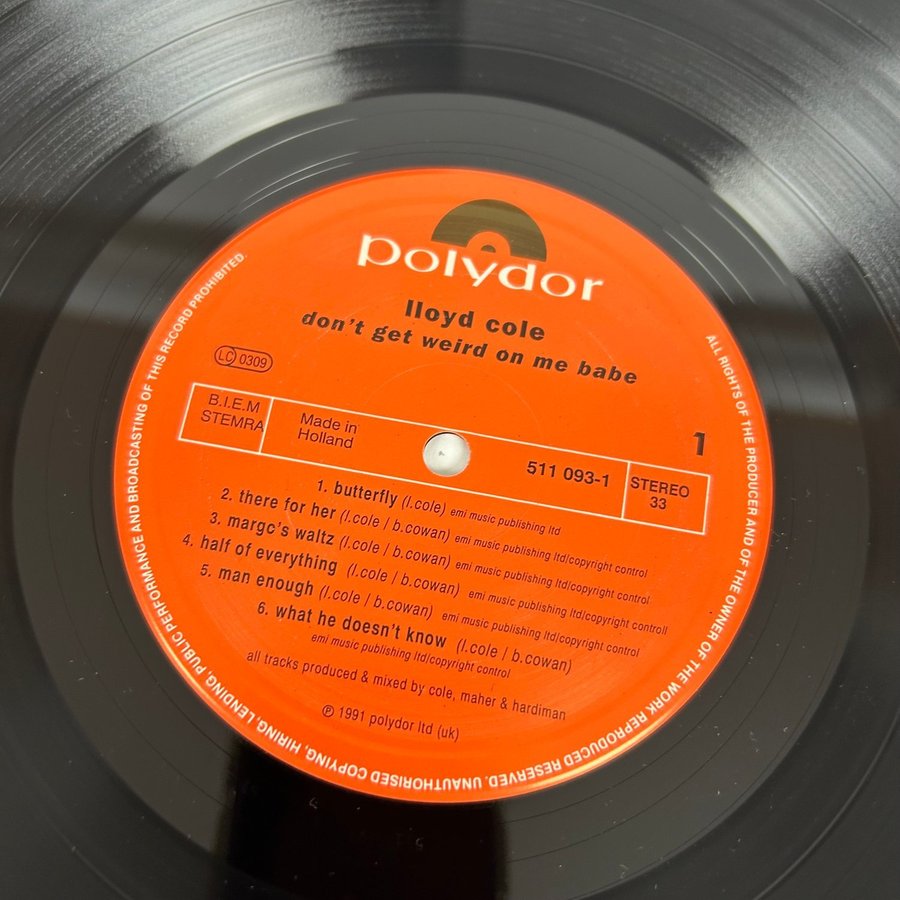 polydor
lloyd cole
don't get weird on me babe
LC 0309
B.I.E.M
STEMRA
Made in
Holland
511 093-1
1
STEREO
33
1. butterfly (l.cole) emi music publishing ltd
2. there for her (l.cole / b.cowan) emi music publishing ltd/copyright control
3. margo's waltz (l.cole / b.cowan) emi music publishing ltd/copyright control
4. half of everything (l.cole / b.cowan) emi music publishing ltd/copyright controll
5. man enough (l.cole / b.cowan) emi music publishing ltd/copyright control
6. what he doesn't know (l.cole / b.cowan)
emi music publishing ltd/copyright control
all tracks produced & mixed by cole, maher & hardiman
℗ 1991 polydor ltd (uk)
ALL RIGHTS OF THE PRODUCER AND OF THE OWNER OF THE WORK REPRODUCED RESERVED. UNAUTHORISED COPYING, HIRING, LENDING, PUBLIC PERFORMANCE AND BROADCASTING OF THIS RECORD PROHIBITED.